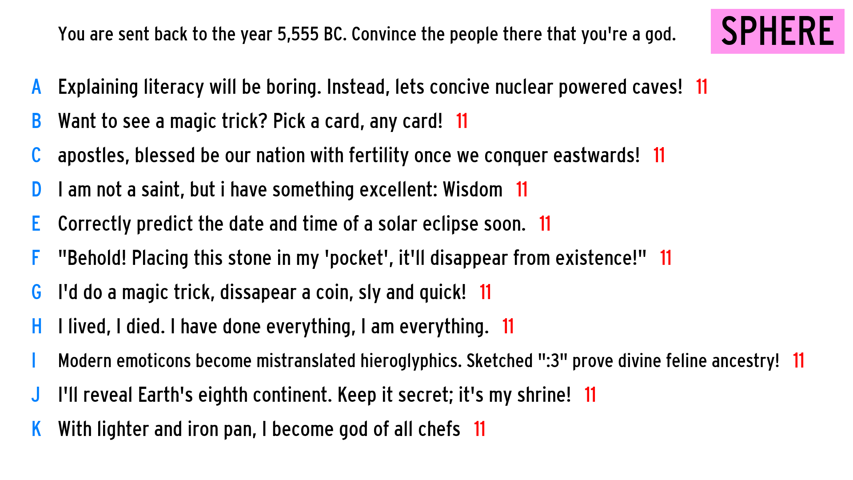 You are sent back to the year 5,555 BC. Convince the people there that you're a god.
SPHERE
A Explaining literacy will be boring. Instead, lets concive nuclear powered caves! 11
B Want to see a magic trick? Pick a card, any card! 11
C apostles, blessed be our nation with fertility once we conquer eastwards! 11
D I am not a saint, but i have something excellent: Wisdom 11
E Correctly predict the date and time of a solar eclipse soon. 11
F "Behold! Placing this stone in my 'pocket', it'll disappear from existence!" 11
G I'd do a magic trick, dissapear a coin, sly and quick! 11
H I lived, I died. I have done everything, I am everything. 11
I Modern emoticons become mistranslated hieroglyphics. Sketched ":3" prove divine feline ancestry! 11
J I'll reveal Earth's eighth continent. Keep it secret; it's my shrine! 11
K With lighter and iron pan, I become god of all chefs 11